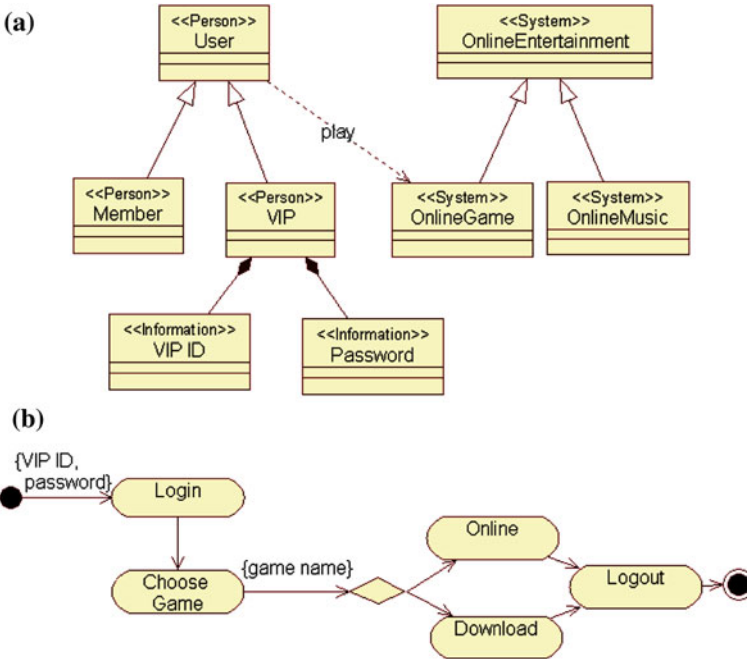 (a)
<<Person>>
User
<<System>>
OnlineEntertainment
play
<<Person>>
Member
<<Person>>
VIP
<<System>>
OnlineGame
<<System>>
OnlineMusic
<<Information>>
VIP ID
<<Information>>
Password
(b)
{VIP ID,
password}
Login
Choose
Game
{game name}
Online
Download
Logout